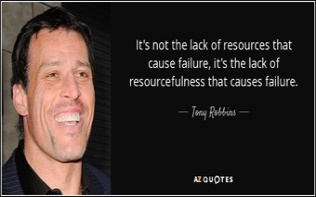 It's not the lack of resources that
cause failure, it's the lack of
resourcefulness that causes failure.
— Tony Robbins —
AZ QUOTES